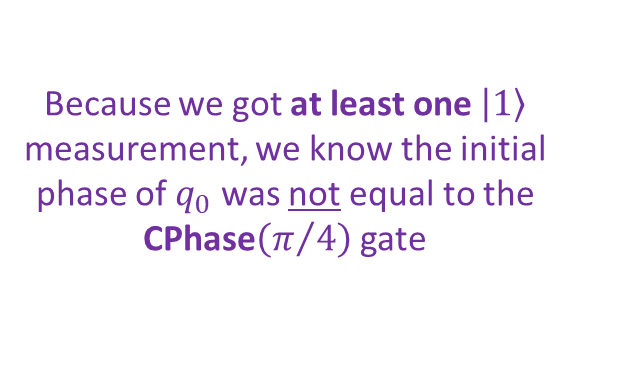 Because we got at least one |1⟩
measurement, we know the initial
phase of q₀ was not equal to the
CPhase(π/4) gate